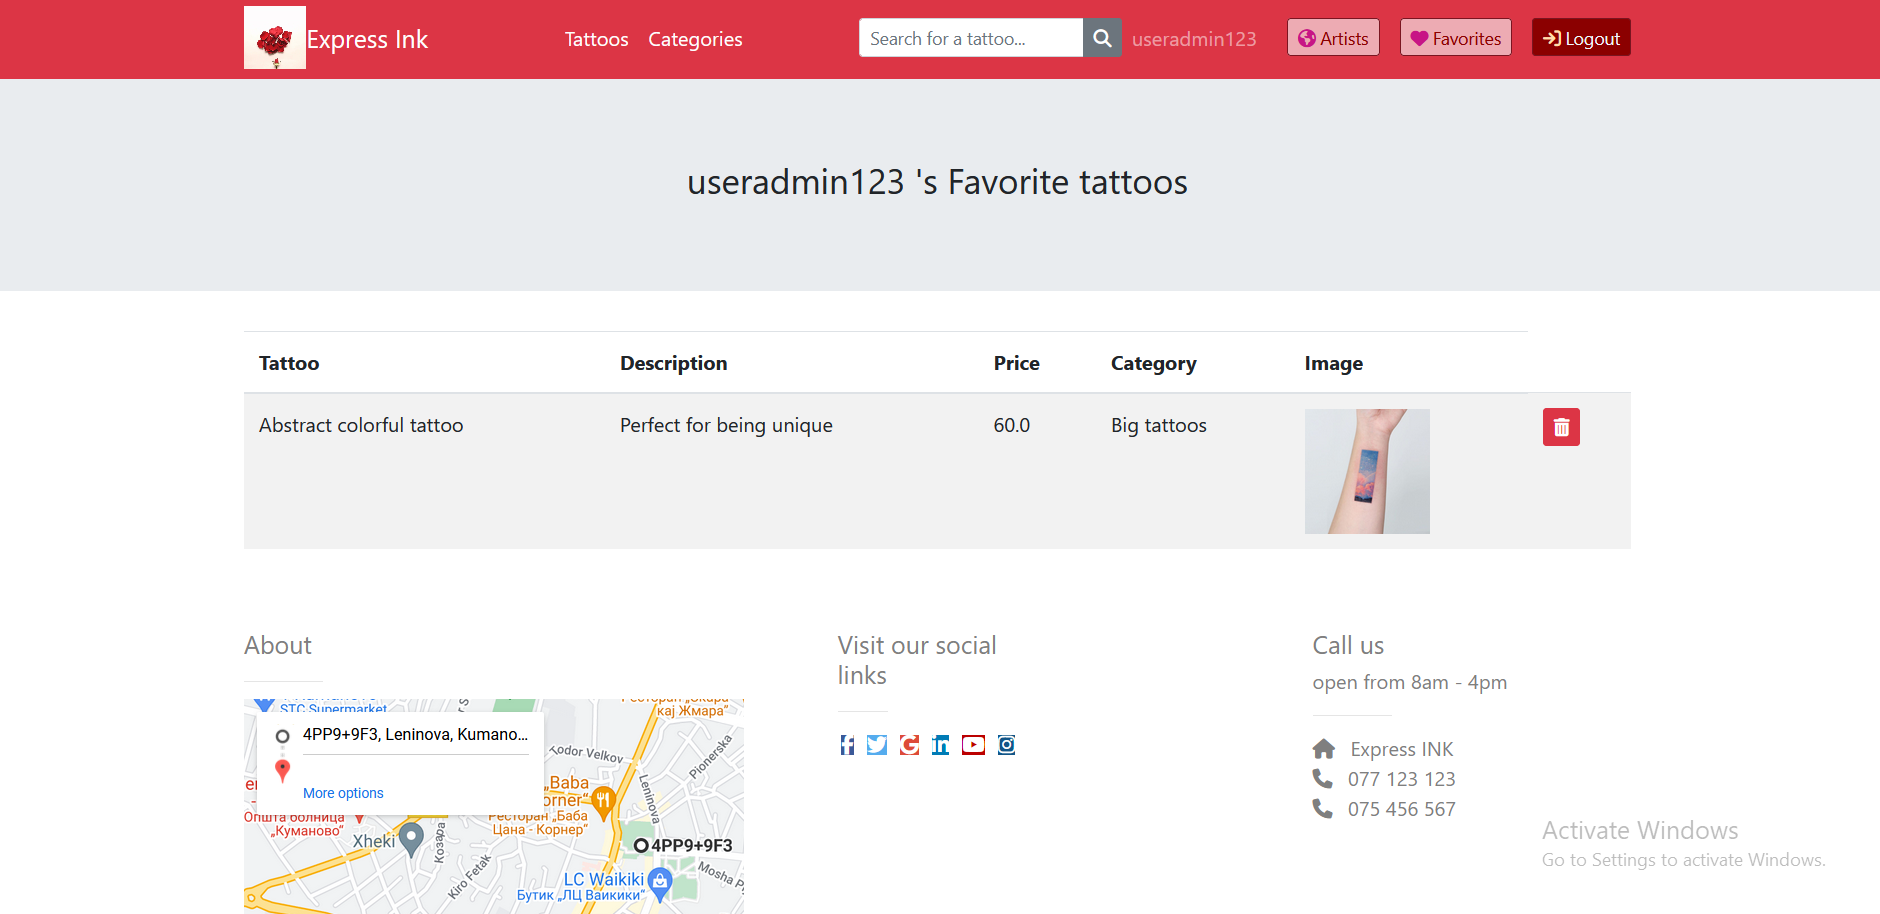 Express Ink
Tattoos Categories
Search for a tattoo...
useradmin123
Artists
Favorites
Logout
useradmin123 's Favorite tattoos
Tattoo Description Price Category Image
Abstract colorful tattoo Perfect for being unique 60.0 Big tattoos
About
STC Supermarket
4PP9+9F3, Leninova, Kumano...
More options
кај Жмара"
Todor Velkov
Pionerska
Leninova
„Baba
orner"
Ресторан „Баба
Цана - Корнер"
Општа болница
„Куманово"
Xheki
Козара
Kiro Fetak
4PP9+9F3
Mosha P
LC Waikiki
Бутик „ЛЦ Ваикики"
Visit our social
links
Call us
open from 8am - 4pm
Express INK
077 123 123
075 456 567
Activate Windows
Go to Settings to activate Windows.